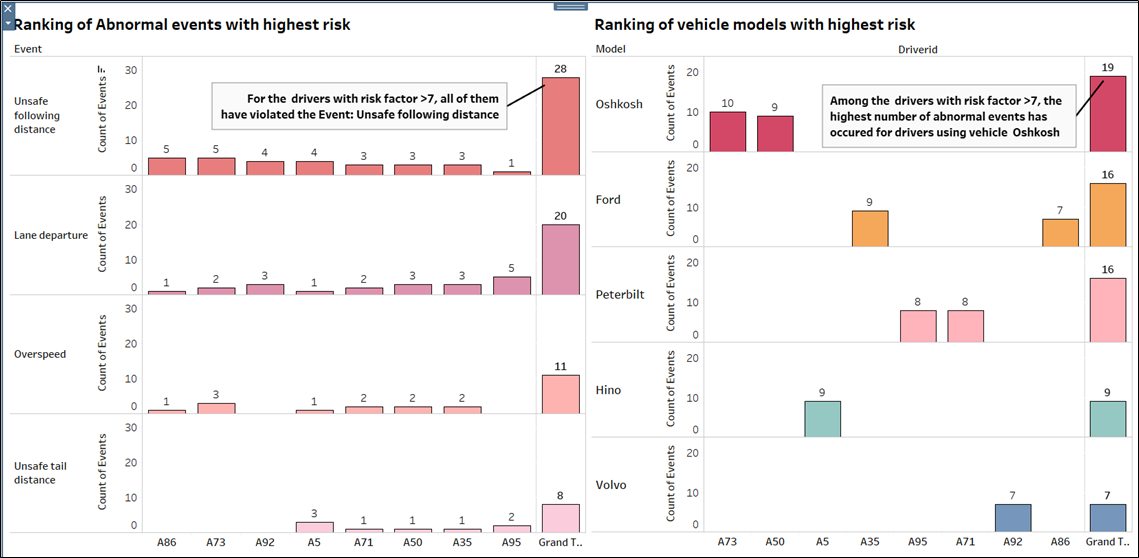 Ranking of Abnormal events with highest risk
Event
Unsafe
following
distance
Count of Events
30
20
10
0
5
5
4
4
3
3
3
1
28
For the drivers with risk factor >7, all of them
have violated the Event: Unsafe following distance
Lane departure
Count of Events
30
20
10
0
1
2
3
1
2
3
3
5
20
Overspeed
Count of Events
30
20
10
0
1
3
1
2
2
2
11
Unsafe tail
distance
Count of Events
30
20
10
0
3
1
1
1
2
8
A86
A73
A92
A5
A71
A50
A35
A95
Grand T..
Ranking of vehicle models with highest risk
Model
Driverid
Oshkosh
Count of Events
20
10
0
10
9
19
Among the drivers with risk factor >7, the
highest number of abnormal events has
occured for drivers using vehicle Oshkosh
Ford
Count of Events
20
10
0
9
7
16
Peterbilt
Count of Events
20
10
0
8
8
16
Hino
Count of Events
20
10
0
9
9
Volvo
Count of Events
20
10
0
7
7
A73
A50
A5
A35
A95
A71
A92
A86
Grand T..